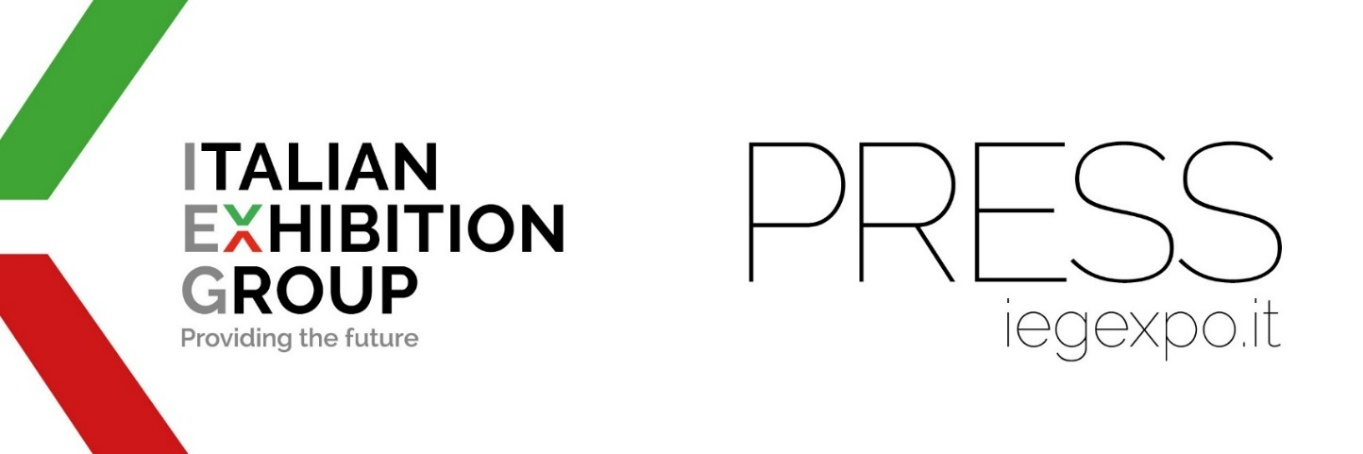 ITALIAN
EXHIBITION
GROUP
Providing the future
PRESS
iegexpo.it